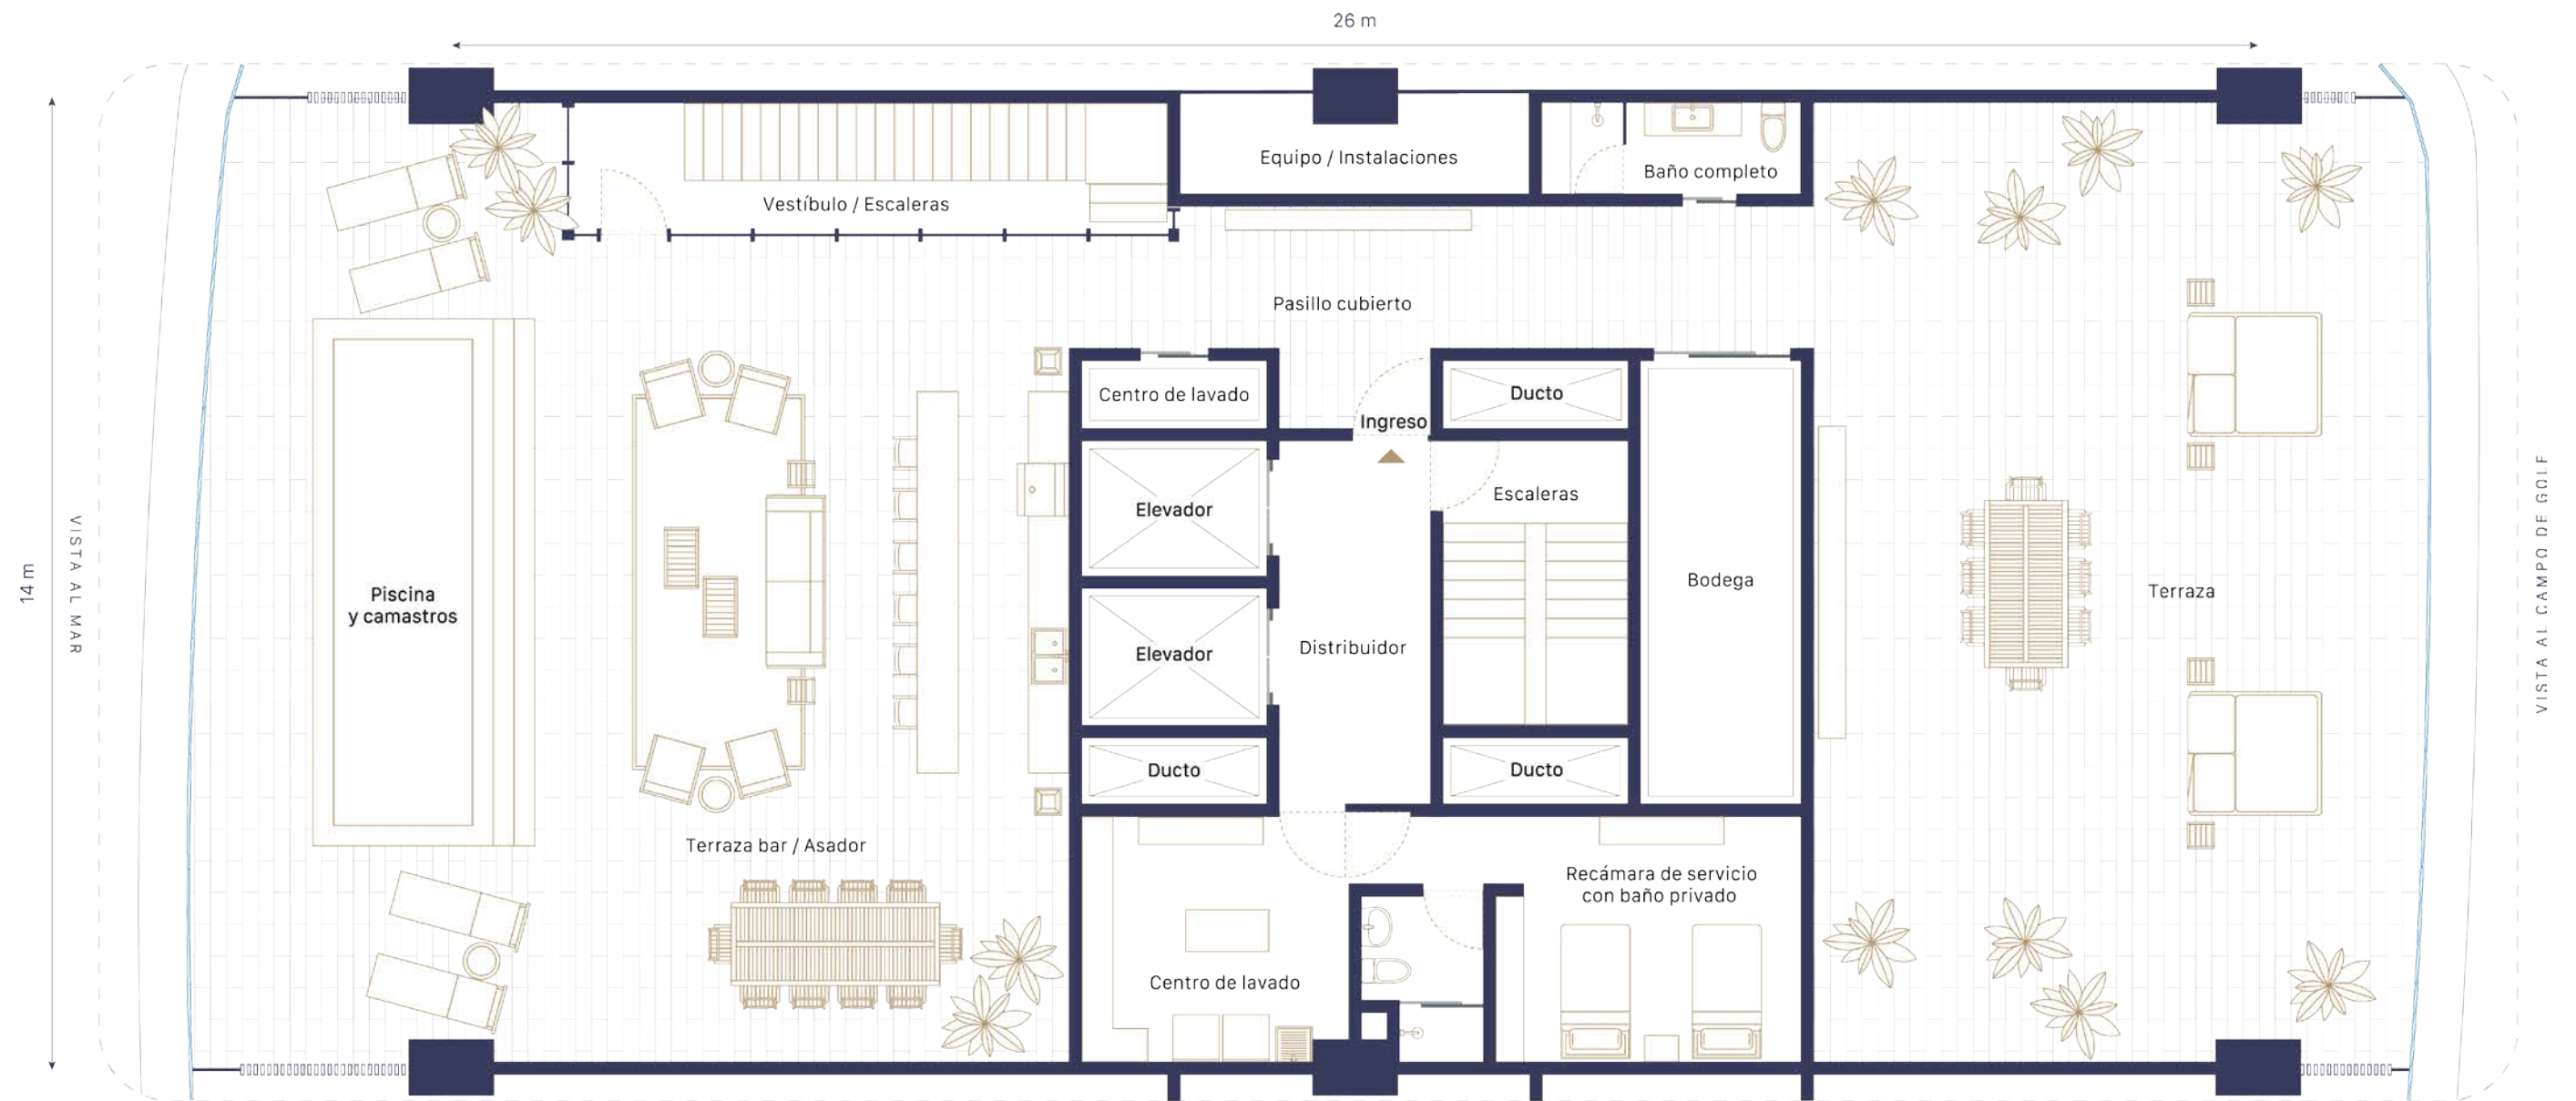 26 m
Equipo / Instalaciones
Baño completo
Vestíbulo / Escaleras
Pasillo cubierto
Centro de lavado
Ducto
Ingreso
Elevador
Escaleras
VISTA AL MAR
14 m
Piscina
y camastros
Bodega
Terraza
VISTA AL CAMPO DE GOLF
Elevador
Distribuidor
Ducto
Ducto
Terraza bar / Asador
Recámara de servicio
con baño privado
Centro de lavado